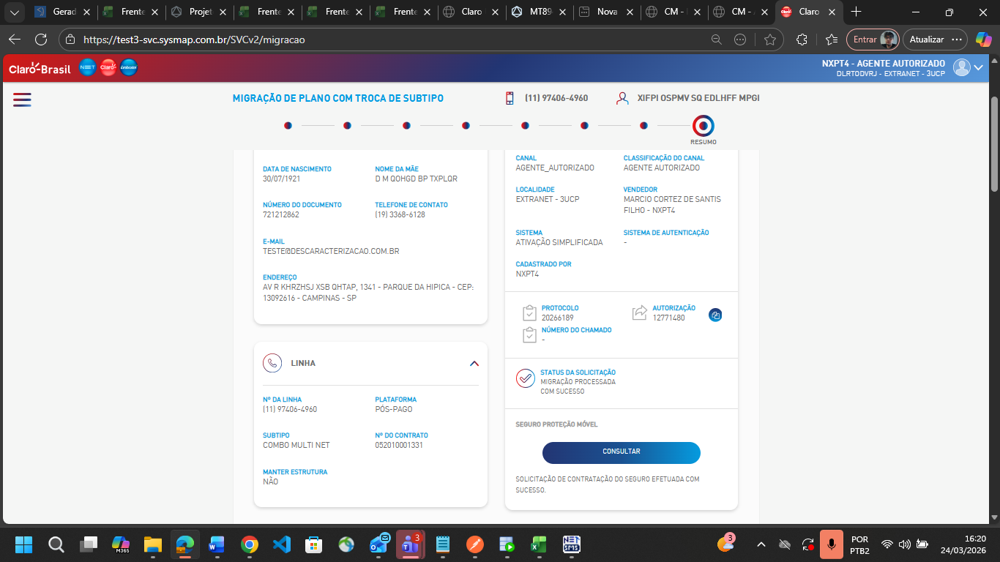 Gerad
Frente
Projet
Frente
Frente
Frente
Claro
MT89
Nova
CM -
CM - A
Claro
https://test3-svc.sysmap.com.br/SVCv2/migracao
Entrar
Atualizar
Claro-Brasil
NET
Claro
Embratel
NXPT4 - AGENTE AUTORIZADO
DLRTODVRJ - EXTRANET - 3UCP
MIGRAÇÃO DE PLANO COM TROCA DE SUBTIPO
(11) 97406-4960
XIFPI OSPMV SQ EDLHFF MPGI
RESUMO
DATA DE NASCIMENTO
30/07/1921
NOME DA MÃE
D M QOHGD BP TXPLQR
NÚMERO DO DOCUMENTO
721212862
TELEFONE DE CONTATO
(19) 3368-6128
E-MAIL
TESTE@DESCARACTERIZACAO.COM.BR
ENDEREÇO
AV R KHRZHSJ XSB QHTAP, 1341 - PARQUE DA HIPICA - CEP:
13092616 - CAMPINAS - SP
LINHA
Nº DA LINHA
(11) 97406-4960
PLATAFORMA
PÓS-PAGO
SUBTIPO
COMBO MULTI NET
Nº DO CONTRATO
052010001331
MANTER ESTRUTURA
NÃO
CANAL
AGENTE_AUTORIZADO
CLASSIFICAÇÃO DO CANAL
AGENTE AUTORIZADO
LOCALIDADE
EXTRANET - 3UCP
VENDEDOR
MARCIO CORTEZ DE SANTIS
FILHO - NXPT4
SISTEMA
ATIVAÇÃO SIMPLIFICADA
SISTEMA DE AUTENTICAÇÃO
-
CADASTRADO POR
NXPT4
PROTOCOLO
20266189
AUTORIZAÇÃO
12771480
NÚMERO DO CHAMADO
-
STATUS DA SOLICITAÇÃO
MIGRAÇÃO PROCESSADA
COM SUCESSO
SEGURO PROTEÇÃO MÓVEL
CONSULTAR
SOLICITAÇÃO DE CONTRATAÇÃO DO SEGURO EFETUADA COM
SUCESSO.
M365
3
NET
SMS
3
POR
PTB2
16:20
24/03/2026